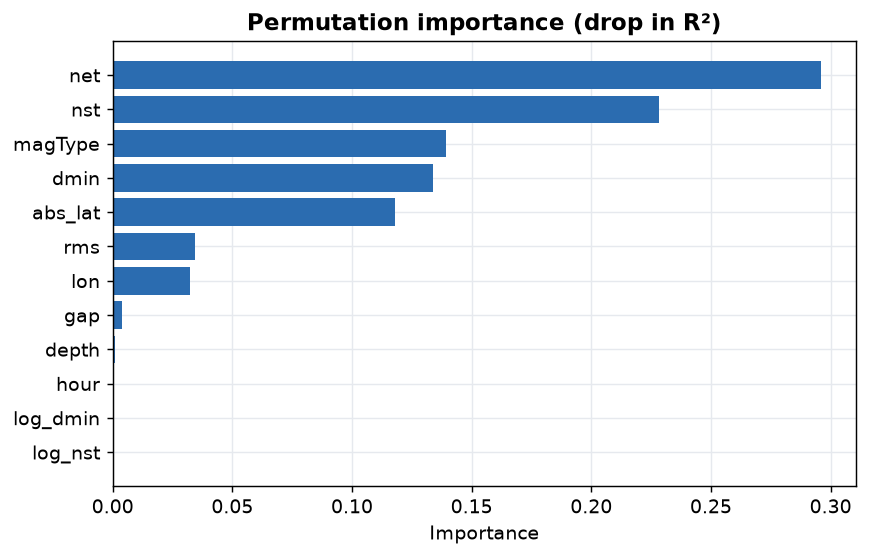 Permutation importance (drop in R²)
net
nst
magType
dmin
abs_lat
rms
lon
gap
depth
hour
log_dmin
log_nst
0.00 0.05 0.10 0.15 0.20 0.25 0.30
Importance